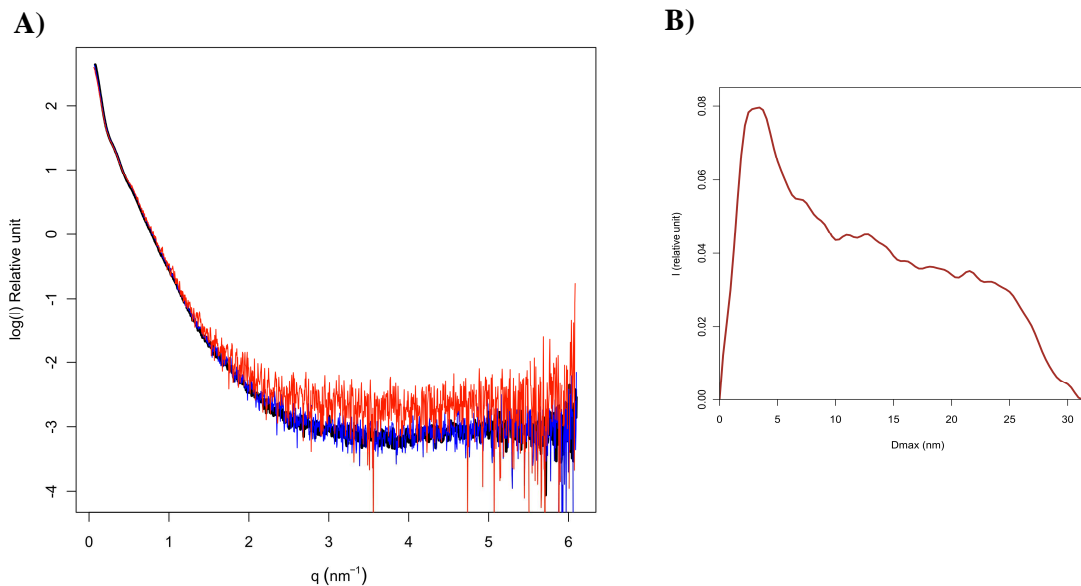 A)
log(I) Relative unit
2
1
0
-1
-2
-3
-4
0 1 2 3 4 5 6
q (nm⁻¹)
B)
I (relative unit)
0.08
0.06
0.04
0.02
0.00
0 5 10 15 20 25 30
Dmax (nm)